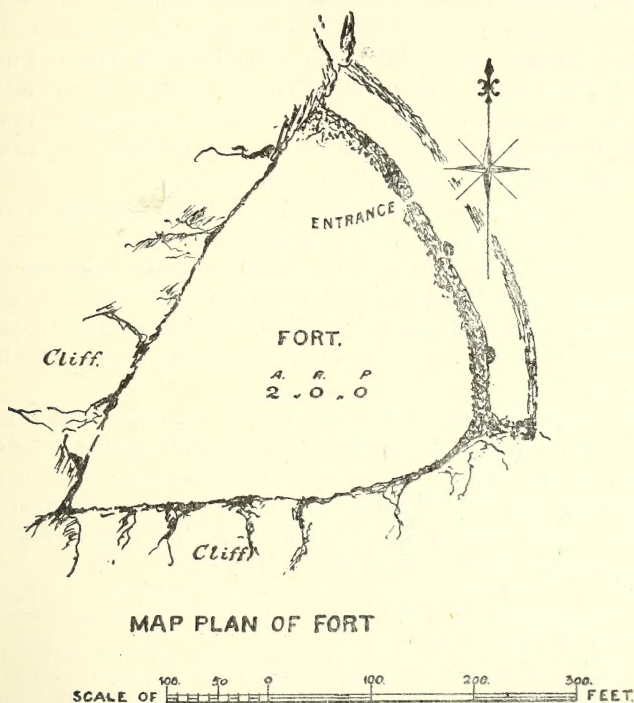 ENTRANCE
FORT.
A. R. P
2 . 0 . 0
Cliff.
Cliff
MAP PLAN OF FORT
100. 50 0 100. 200. 300.
SCALE OF FEET.